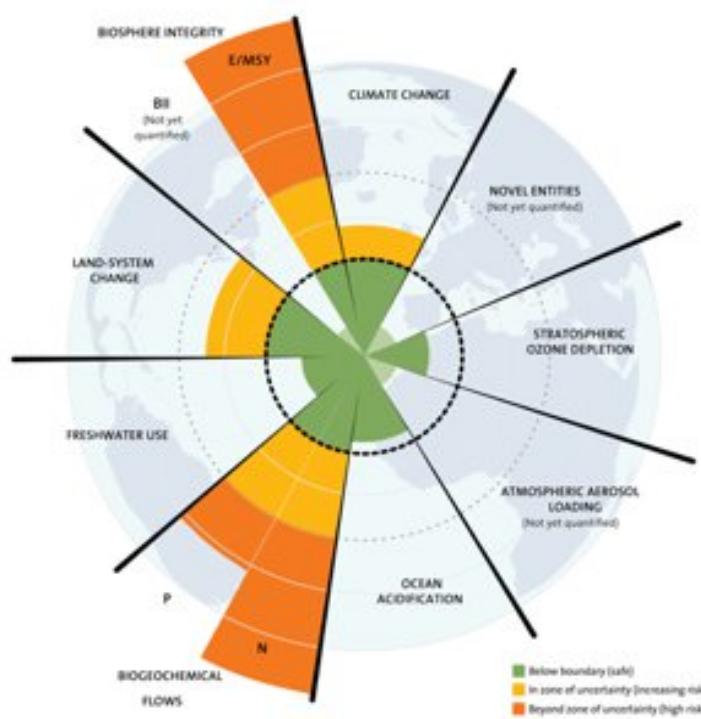 BIOSPHERE INTEGRITY
E/MSY
BII
(Not yet
quantified)
CLIMATE CHANGE
NOVEL ENTITIES
(Not yet quantified)
LAND-SYSTEM
CHANGE
STRATOSPHERIC
OZONE DEPLETION
FRESHWATER USE
ATMOSPHERIC AEROSOL
LOADING
(Not yet quantified)
OCEAN
ACIDIFICATION
P
N
BIOGEOCHEMICAL
FLOWS
Below boundary (safe)
In zone of uncertainty (increasing risk
Beyond zone of uncertainty (high risk